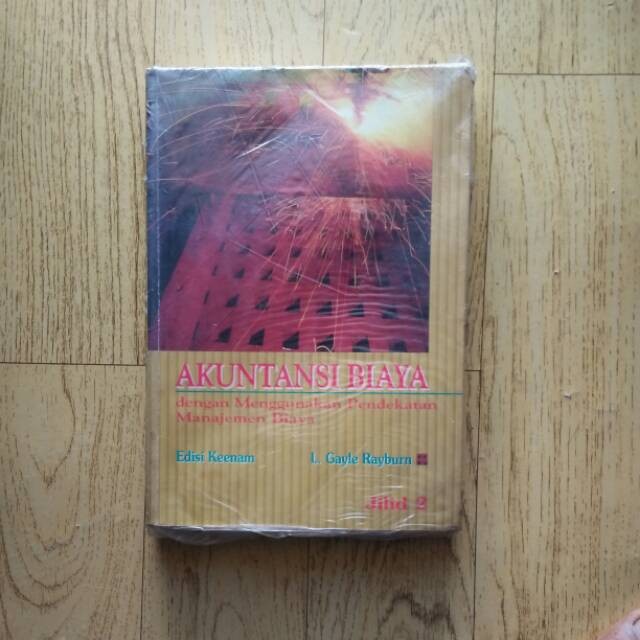 AKUNTANSI BIAYA
dengan Menggunakan Pendekatan
Manajemen Biaya
Edisi Keenam L. Gayle Rayburn
Jilid 2